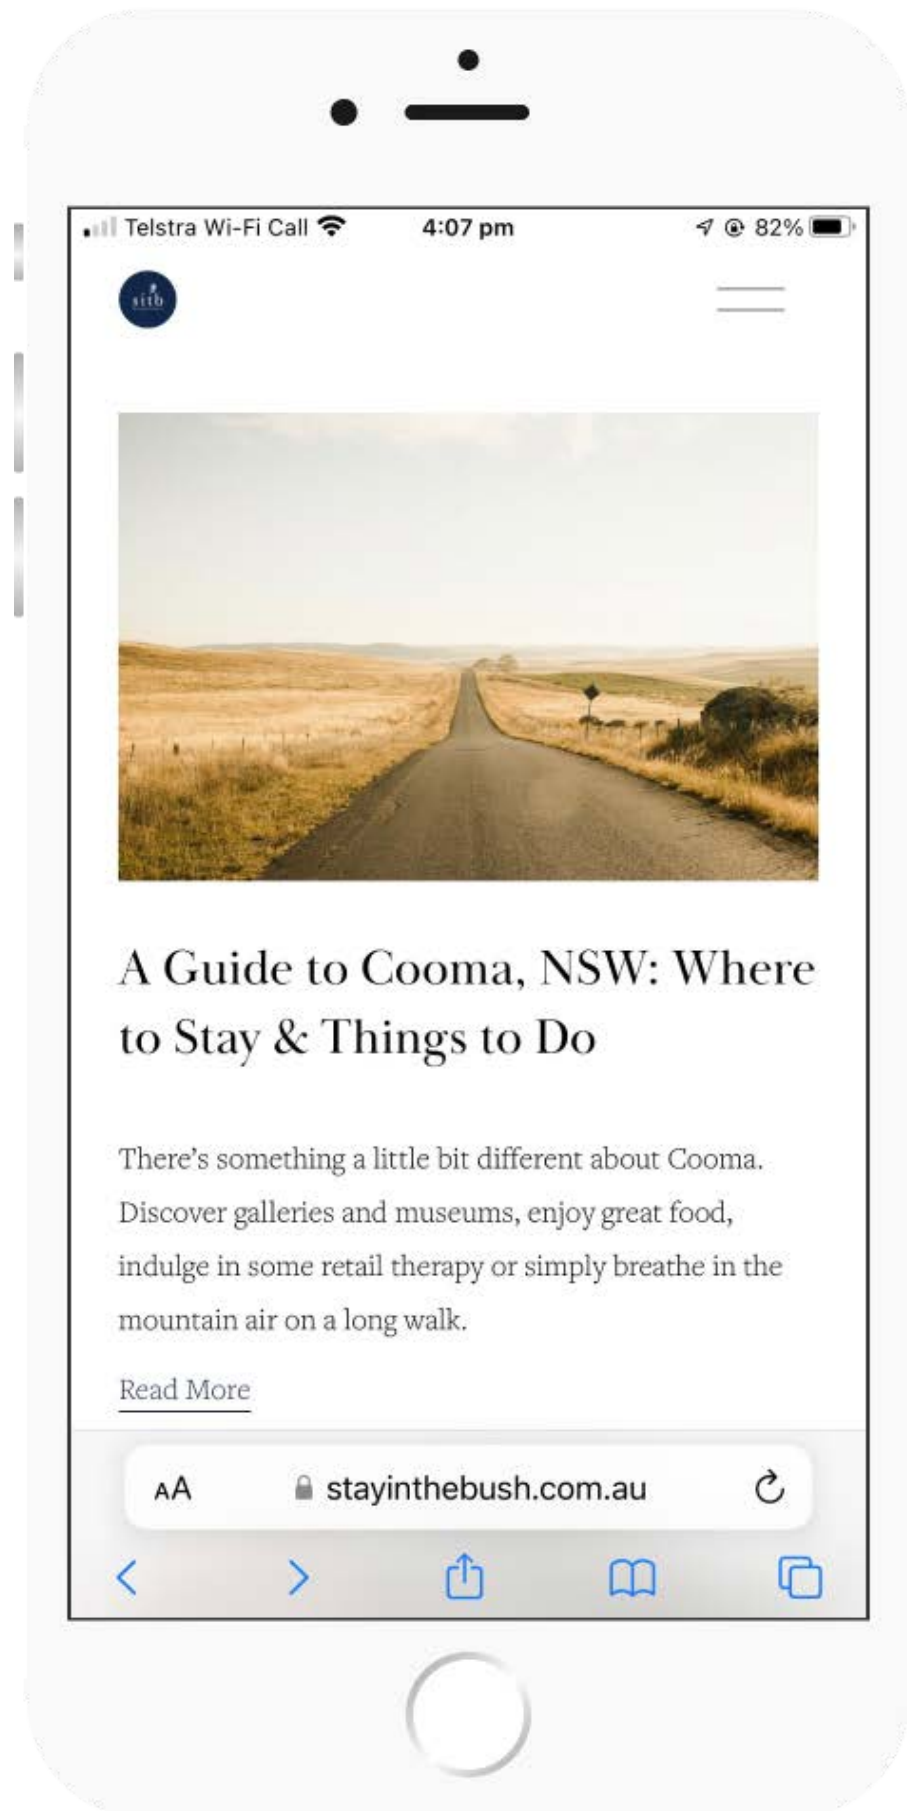 Telstra Wi-Fi Call 4:07 pm 82%
sitb
A Guide to Cooma, NSW: Where
to Stay & Things to Do
There's something a little bit different about Cooma.
Discover galleries and museums, enjoy great food,
indulge in some retail therapy or simply breathe in the
mountain air on a long walk.
Read More
AA stayinthebush.com.au